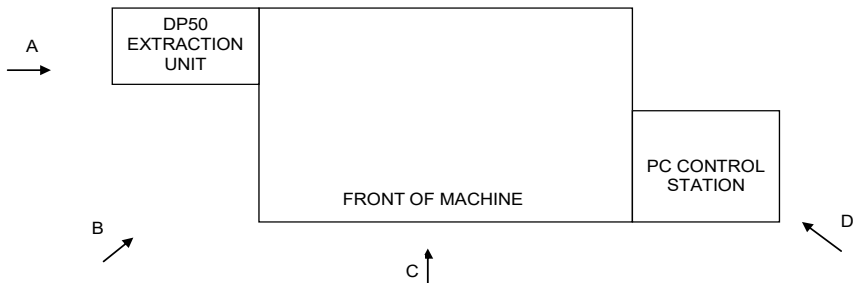 DP50
EXTRACTION
UNIT
A
PC CONTROL
STATION
FRONT OF MACHINE
B
D
C